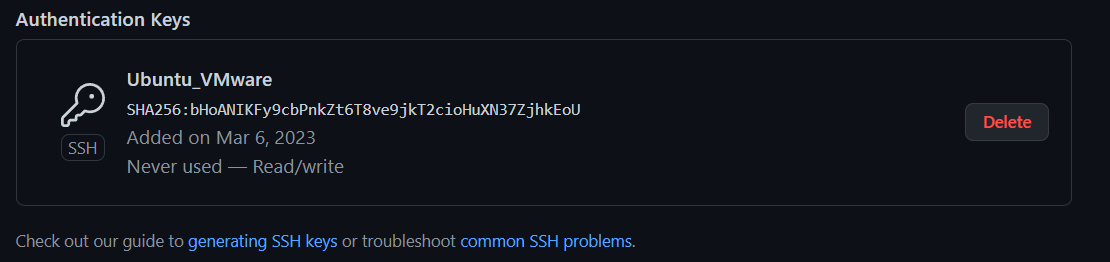 Authentication Keys
Ubuntu_VMware
SHA256:bHoANIKFy9cbPnkZt6T8ve9jkT2cioHuXN37ZjhkEoU
SSH
Added on Mar 6, 2023
Never used — Read/write
Delete
Check out our guide to generating SSH keys or troubleshoot common SSH problems.